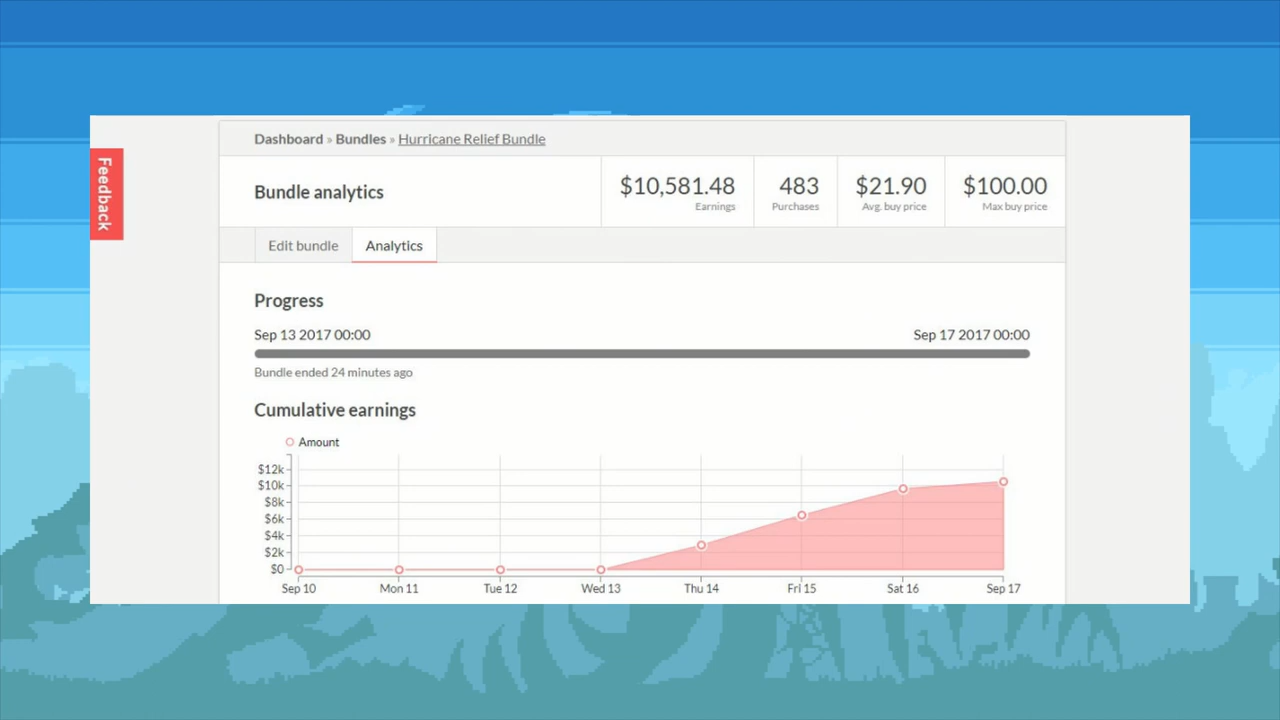 Feedback
Dashboard » Bundles » Hurricane Relief Bundle
Bundle analytics
$10,581.48
Earnings
483
Purchases
$21.90
Avg. buy price
$100.00
Max buy price
Edit bundle
Analytics
Progress
Sep 13 2017 00:00
Sep 17 2017 00:00
Bundle ended 24 minutes ago
Cumulative earnings
Amount
$12k
$10k
$8k
$6k
$4k
$2k
$0
Sep 10
Mon 11
Tue 12
Wed 13
Thu 14
Fri 15
Sat 16
Sep 17